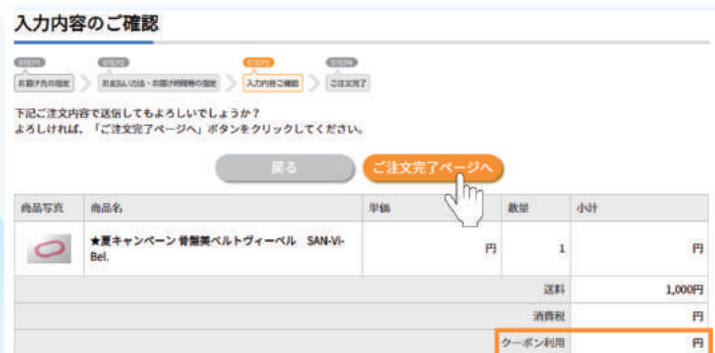 入力内容のご確認
STEP1 STEP2 STEP3 STEP4
お届け先の指定 お支払い方法・お届け時間等の指定 入力内容ご確認 ご注文完了
下記ご注文内容で送信してもよろしいでしょうか？
よろしければ、「ご注文完了ページへ」ボタンをクリックしてください。
戻る ご注文完了ページへ
商品写真 商品名 単価 数量 小計
★夏キャンペーン 骨盤美ベルトヴィーベル SAN-Vi-
Bel. 円 1 円
送料 1,000円
消費税 円
クーポン利用 円